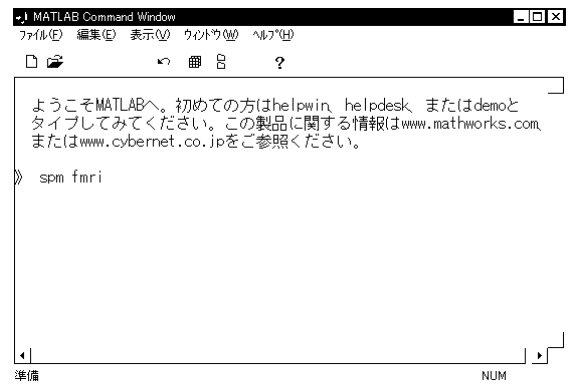 MATLAB Command Window
ファイル(F) 編集(E) 表示(V) ウィンドウ(W) ヘルプ(H)
?
ようこそMATLABへ。初めての方はhelpwin、helpdesk、またはdemoと
タイプしてみてください。この製品に関する情報はwww.mathworks.com、
またはwww.cybernet.co.jpをご参照ください。
» spm fmri
準備 NUM